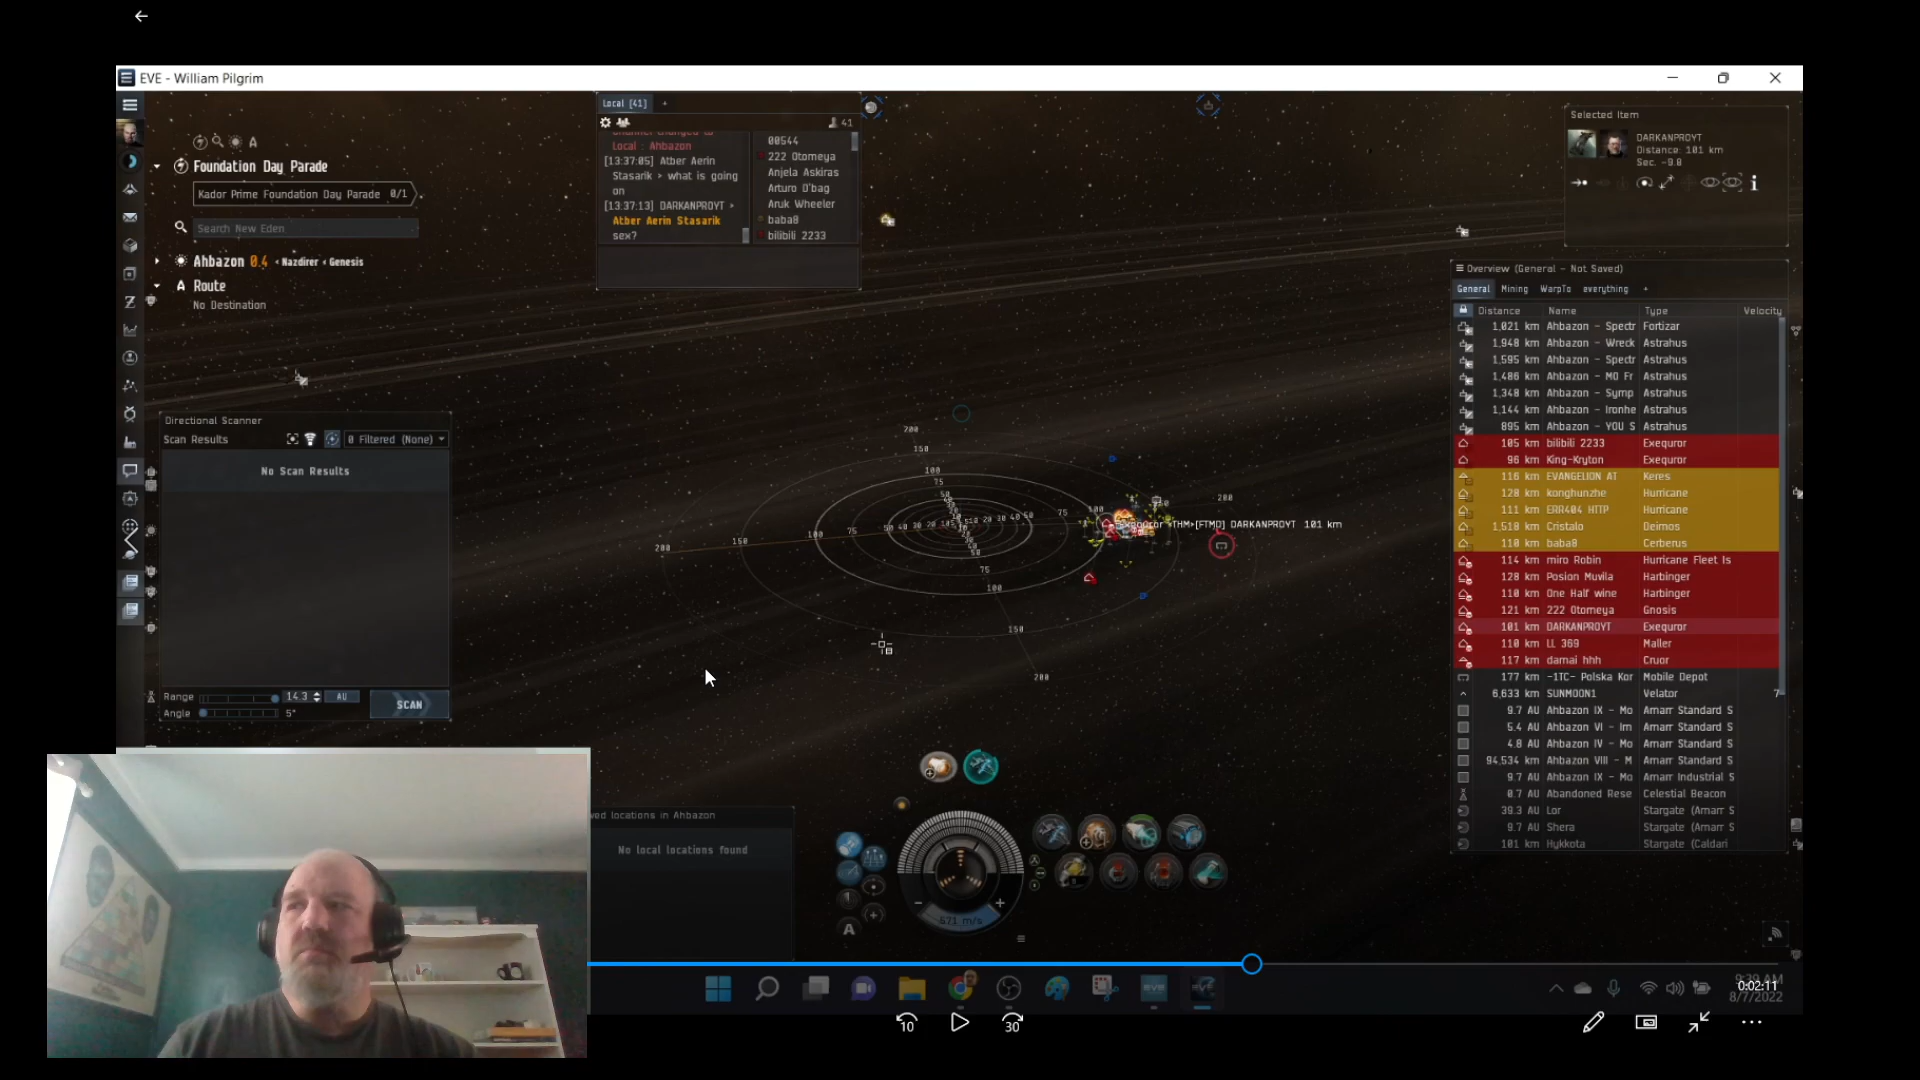 EVE - William Pilgrim
Foundation Day Parade
Kador Prime Foundation Day Parade 0/1
Search New Eden
Ahbazon 0.4 < Nazdirer < Genesis
Route
No Destination
Local [41]
41
Local : Ahbazon
[13:37:05] Atber Aerin
Stasarik > what is going
on
[13:37:13] DARKANPROYT >
Atber Aerin Stasarik
sex?
00544
222 Otomeya
Anjela Askiras
Arturo D'bag
Aruk Wheeler
baba8
bilibili 2233
Selected Item
DARKANPROYT
Distance: 101 km
Sec. -9.8
Directional Scanner
Scan Results
0 Filtered (None)
No Scan Results
Range 14.3 AU
Angle 5°
SCAN
DARKANPROYT 101 km
Overview (General - Not Saved)
General Mining WarpTo everything +
Distance Name Type Velocity
1,021 km Ahbazon - Spectr Fortizar
1,948 km Ahbazon - Wreck Astrahus
1,595 km Ahbazon - Spectr Astrahus
1,486 km Ahbazon - MO Fr Astrahus
1,348 km Ahbazon - Symp Astrahus
1,144 km Ahbazon - Ironhe Astrahus
895 km Ahbazon - YOU S Astrahus
105 km bilibili 2233 Exequror
96 km King-Kryton Exequror
116 km EVANGELION AT Keres
128 km konghunzhe Hurricane
111 km ERR404 HTTP Hurricane
1,518 km Cristalo Deimos
110 km baba8 Cerberus
114 km miro Robin Hurricane Fleet Is
128 km Posion Muvila Harbinger
110 km One Half wine Harbinger
121 km 222 Otomeya Gnosis
101 km DARKANPROYT Exequror
110 km LL 369 Maller
117 km damai hhh Cruor
177 km -1TC- Polska Kor Mobile Depot
6,633 km SUNMOON1 Velator 7
9.7 AU Ahbazon IX - Mo Amarr Standard S
5.4 AU Ahbazon VI - Im Amarr Standard S
4.8 AU Ahbazon IV - Mo Amarr Standard S
94,534 km Ahbazon VIII - M Amarr Standard S
9.7 AU Ahbazon IX - Mo Amarr Industrial S
0.7 AU Abandoned Rese Celestial Beacon
39.3 AU Lor Stargate (Amarr S
9.7 AU Shera Stargate (Amarr S
101 km Hykkota Stargate (Caldari
ved locations in Ahbazon
No local locations found
571 m/s
0:02:11
8/7/2022
10
30